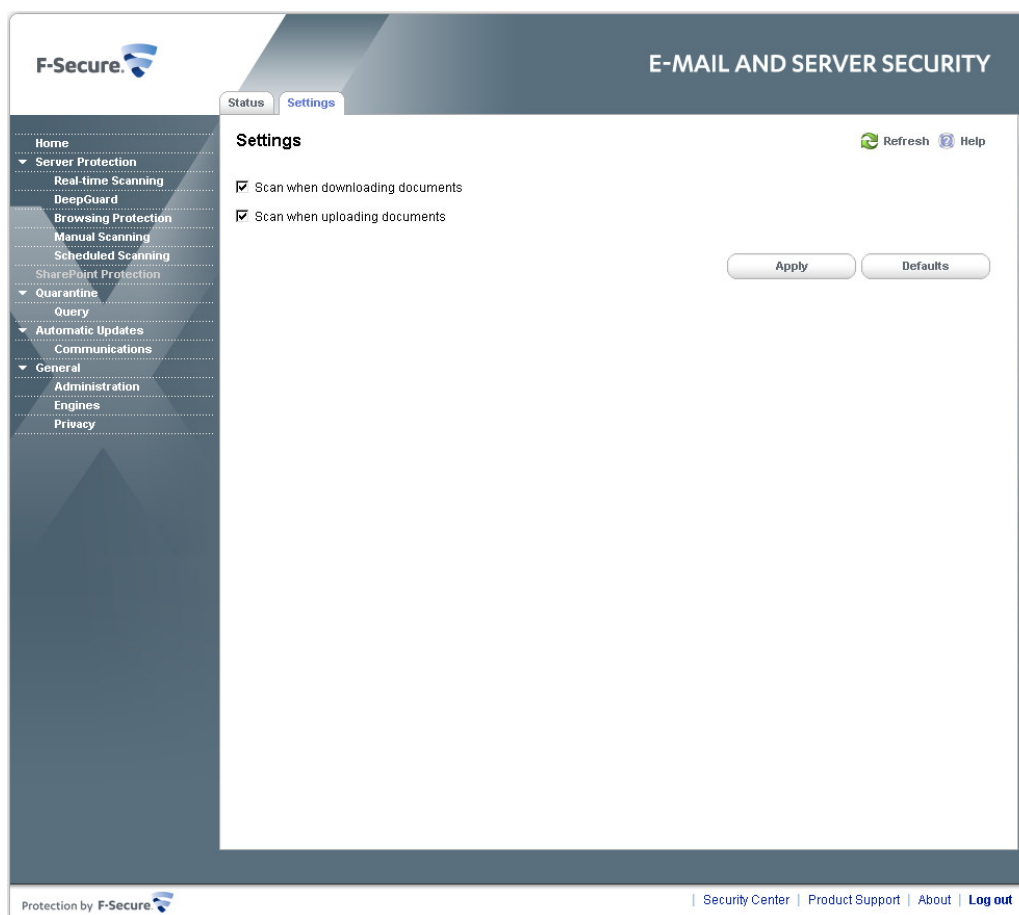 F-Secure.
E-MAIL AND SERVER SECURITY
Status Settings
Home
Server Protection
Real-time Scanning
DeepGuard
Browsing Protection
Manual Scanning
Scheduled Scanning
SharePoint Protection
Quarantine
Query
Automatic Updates
Communications
General
Administration
Engines
Privacy
Settings
Refresh Help
Scan when downloading documents
Scan when uploading documents
Apply Defaults
Protection by F-Secure.
| Security Center | Product Support | About | Log out